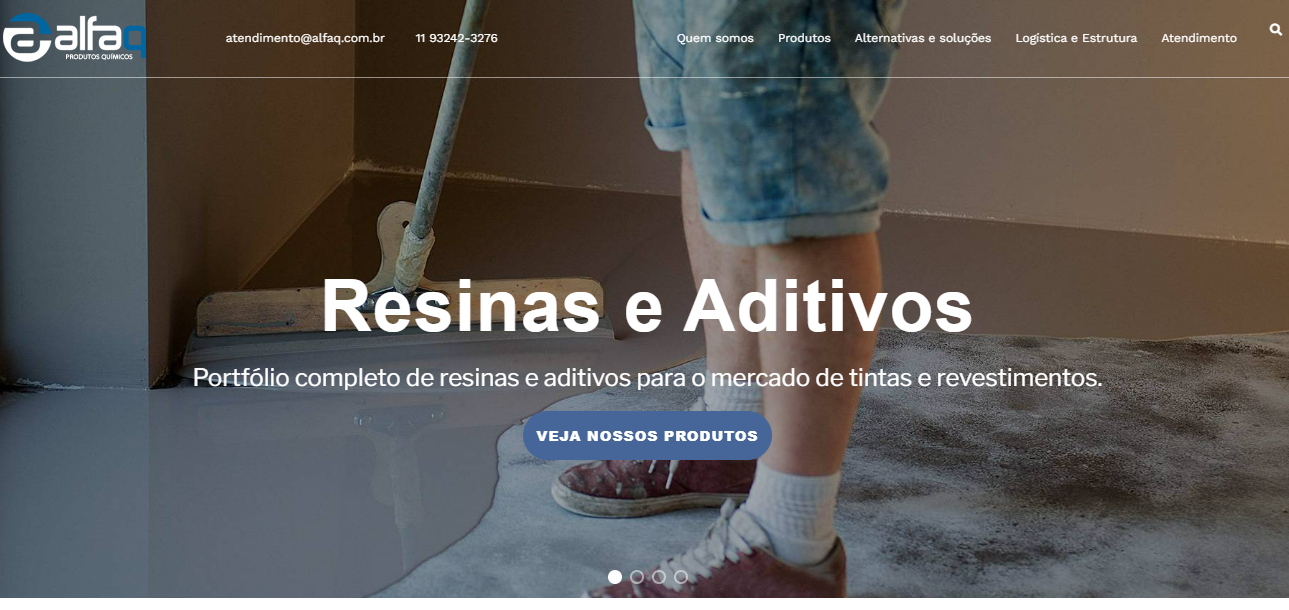 alfaq
PRODUTOS QUÍMICOS
atendimento@alfaq.com.br
11 93242-3276
Quem somos
Produtos
Alternativas e soluções
Logística e Estrutura
Atendimento
Resinas e Aditivos
Portfólio completo de resinas e aditivos para o mercado de tintas e revestimentos.
VEJA NOSSOS PRODUTOS